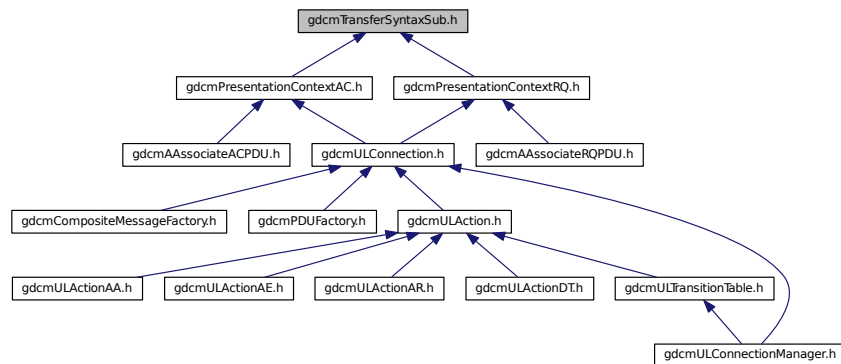 gdcmTransferSyntaxSub.h
gdcmPresentationContextAC.h
gdcmPresentationContextRQ.h
gdcmAAssociateACPDU.h
gdcmULConnection.h
gdcmAAssociateRQPDU.h
gdcmCompositeMessageFactory.h
gdcmPDUFactory.h
gdcmULAction.h
gdcmULActionAA.h
gdcmULActionAE.h
gdcmULActionAR.h
gdcmULActionDT.h
gdcmULTransitionTable.h
gdcmULConnectionManager.h